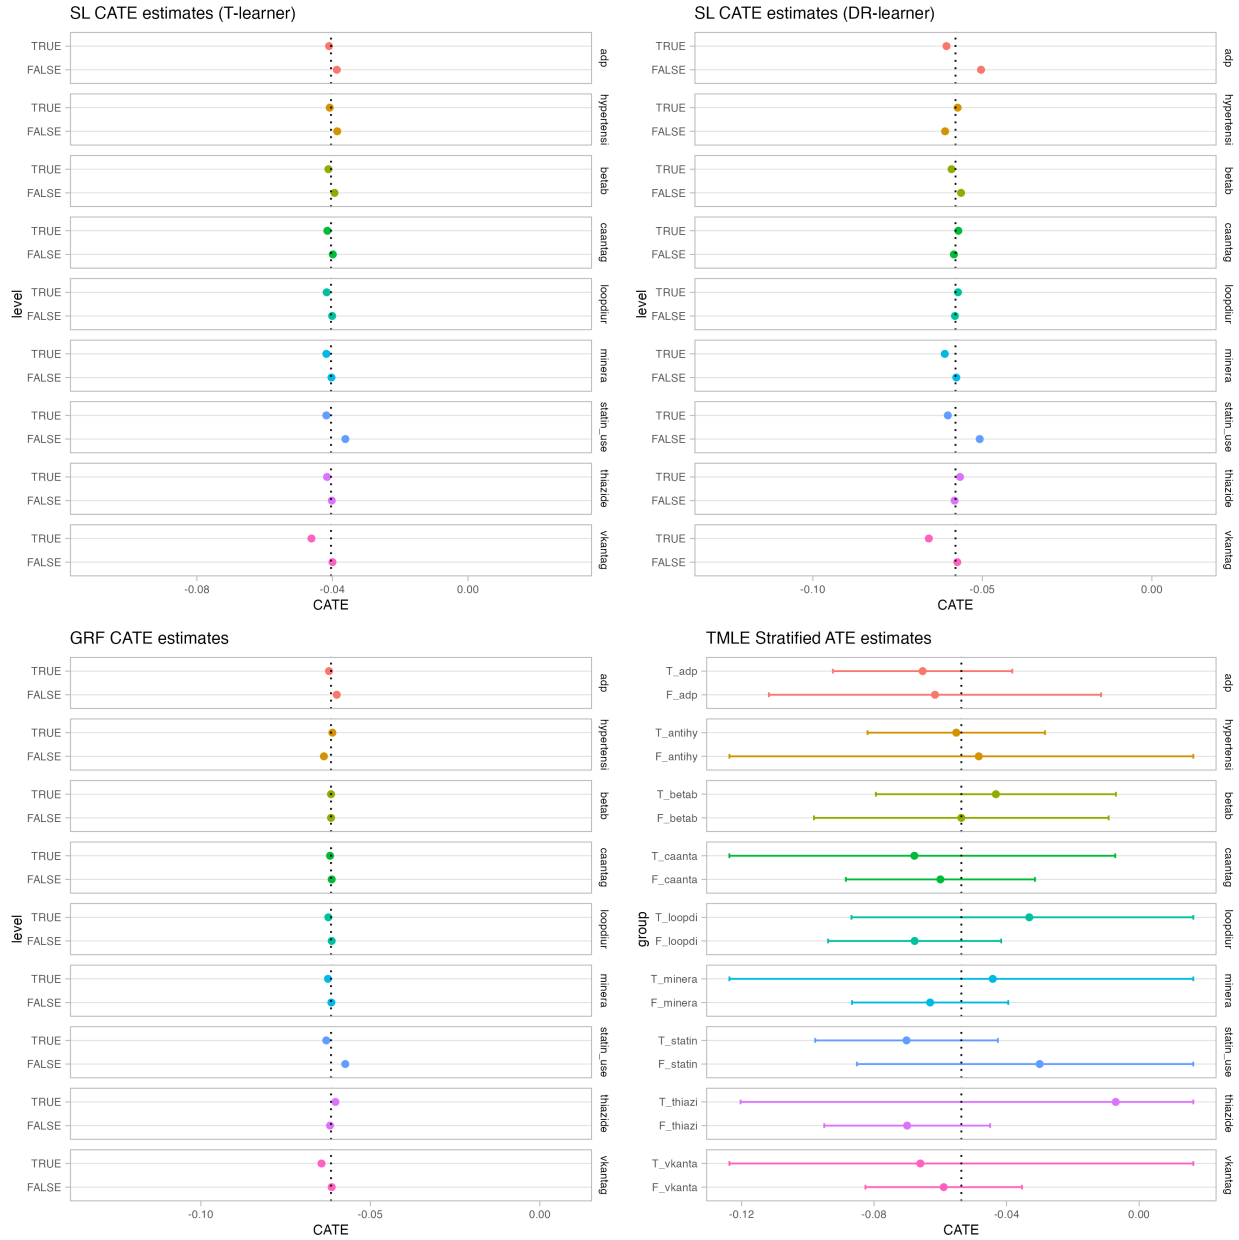 SL CATE estimates (T-learner)
level
TRUE
FALSE
adp
TRUE
FALSE
hypertensi
TRUE
FALSE
betab
TRUE
FALSE
caantag
TRUE
FALSE
loopdiur
TRUE
FALSE
minera
TRUE
FALSE
statin_use
TRUE
FALSE
thiazide
TRUE
FALSE
vkantag
-0.08 -0.04 0.00
CATE
SL CATE estimates (DR-learner)
level
TRUE
FALSE
adp
TRUE
FALSE
hypertensi
TRUE
FALSE
betab
TRUE
FALSE
caantag
TRUE
FALSE
loopdiur
TRUE
FALSE
minera
TRUE
FALSE
statin_use
TRUE
FALSE
thiazide
TRUE
FALSE
vkantag
-0.10 -0.05 0.00
CATE
GRF CATE estimates
level
TRUE
FALSE
adp
TRUE
FALSE
hypertensi
TRUE
FALSE
betab
TRUE
FALSE
caantag
TRUE
FALSE
loopdiur
TRUE
FALSE
minera
TRUE
FALSE
statin_use
TRUE
FALSE
thiazide
TRUE
FALSE
vkantag
-0.10 -0.05 0.00
CATE
TMLE Stratified ATE estimates
group
T_adp
F_adp
adp
T_antihy
F_antihy
hypertensi
T_betab
F_betab
betab
T_caanta
F_caanta
caantag
T_loopdi
F_loopdi
loopdiur
T_minera
F_minera
minera
T_statin
F_statin
statin_use
T_thiazi
F_thiazi
thiazide
T_vkanta
F_vkanta
vkantag
-0.12 -0.08 -0.04 0.00
CATE